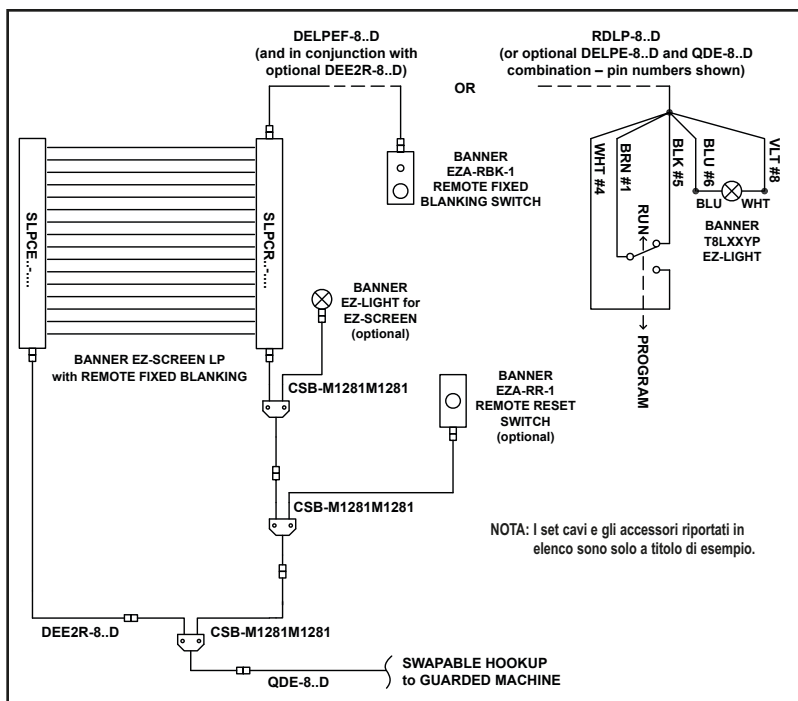 DELPEF-8..D
(and in conjunction with
optional DEE2R-8..D)
OR
RDLP-8..D
(or optional DELPE-8..D and QDE-8..D
combination – pin numbers shown)
SLPCE..-....
SLPCR..-....
BANNER
EZA-RBK-1
REMOTE FIXED
BLANKING SWITCH
WHT #4
BRN #1
BLK #5
BLU #6
VLT #8
BLU
WHT
BANNER
T8LXXYP
EZ-LIGHT
RUN
PROGRAM
BANNER
EZ-LIGHT for
EZ-SCREEN
(optional)
BANNER EZ-SCREEN LP
with REMOTE FIXED BLANKING
CSB-M1281M1281
BANNER
EZA-RR-1
REMOTE RESET
SWITCH
(optional)
CSB-M1281M1281
NOTA: I set cavi e gli accessori riportati in
elenco sono solo a titolo di esempio.
DEE2R-8..D
CSB-M1281M1281
QDE-8..D
SWAPABLE HOOKUP
to GUARDED MACHINE